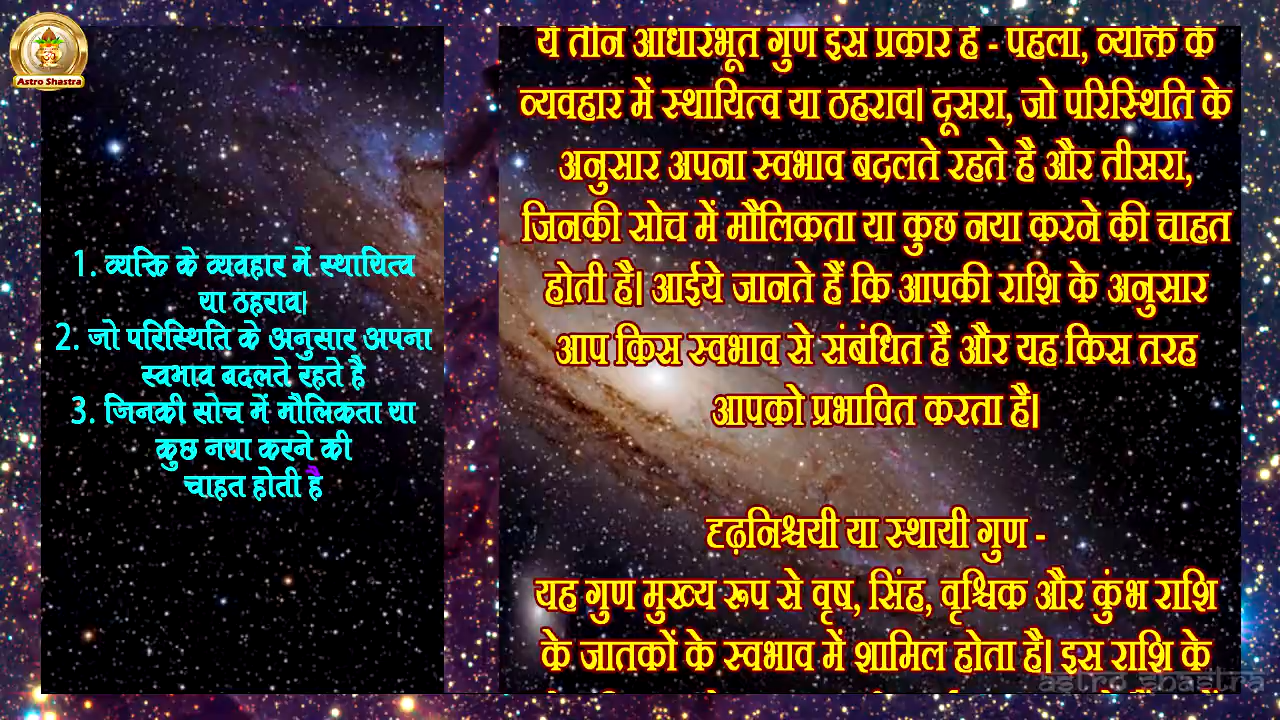 Astro Shastra
1. व्यक्ति के व्यवहार में स्थायित्व
या ठहराव|
2. जो परिस्थिति के अनुसार अपना
स्वभाव बदलते रहते है
3. जिनकी सोच में मौलिकता या
कुछ नया करने की
चाहत होती है
ये तीन आधारभूत गुण इस प्रकार है - पहला, व्यक्ति के
व्यवहार में स्थायित्व या ठहराव| दूसरा, जो परिस्थिति के
अनुसार अपना स्वभाव बदलते रहते है और तीसरा,
जिनकी सोच में मौलिकता या कुछ नया करने की चाहत
होती है| आईये जानते हैं कि आपकी राशि के अनुसार
आप किस स्वभाव से संबंधित है और यह किस तरह
आपको प्रभावित करता है|
दृढ़निश्चयी या स्थायी गुण -
यह गुण मुख्य रूप से वृष, सिंह, वृश्चिक और कुंभ राशि
के जातकों के स्वभाव में शामिल होता है| इस राशि के
astro shastra